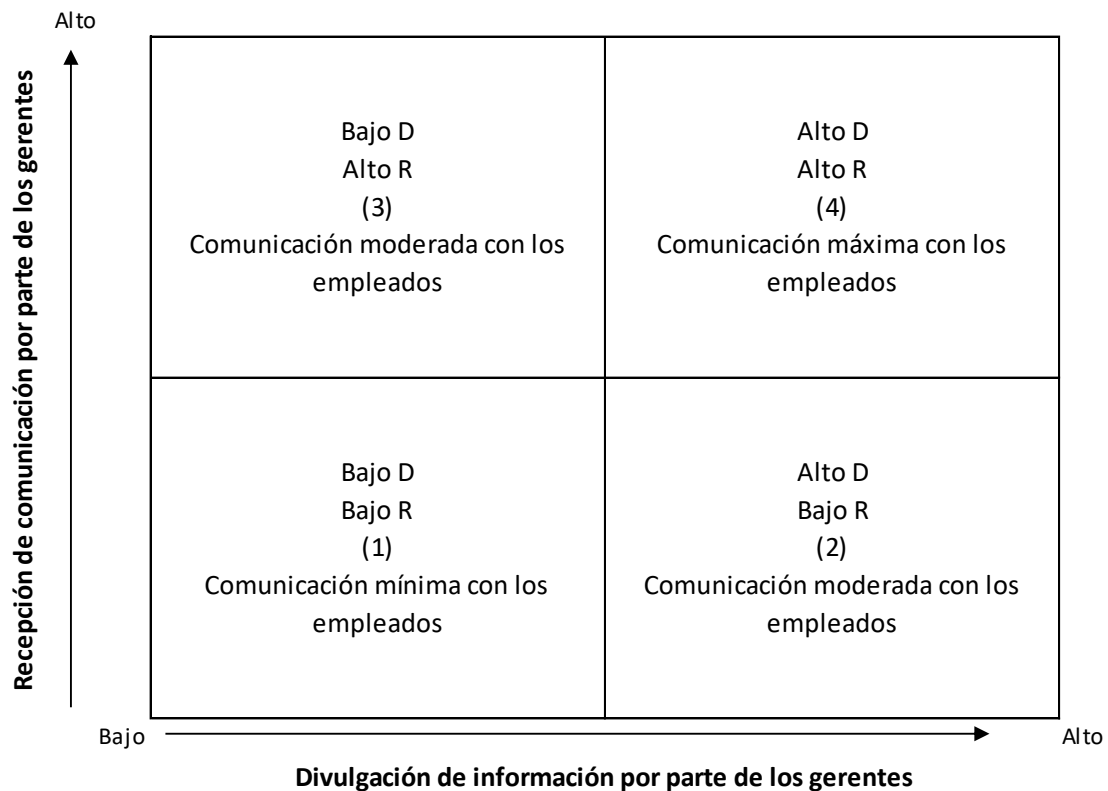 Alto
Recepción de comunicación por parte de los gerentes
Bajo D
Alto R
(3)
Comunicación moderada con los
empleados
Alto D
Alto R
(4)
Comunicación máxima con los
empleados
Bajo D
Bajo R
(1)
Comunicación mínima con los
empleados
Alto D
Bajo R
(2)
Comunicación moderada con los
empleados
Bajo
Alto
Divulgación de información por parte de los gerentes